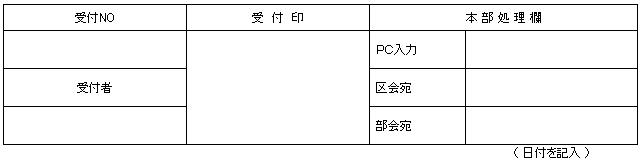 受付NO 受 付 印 本 部 処 理 欄
PC入力
受付者 区会宛
部会宛
( 日付を記入 )